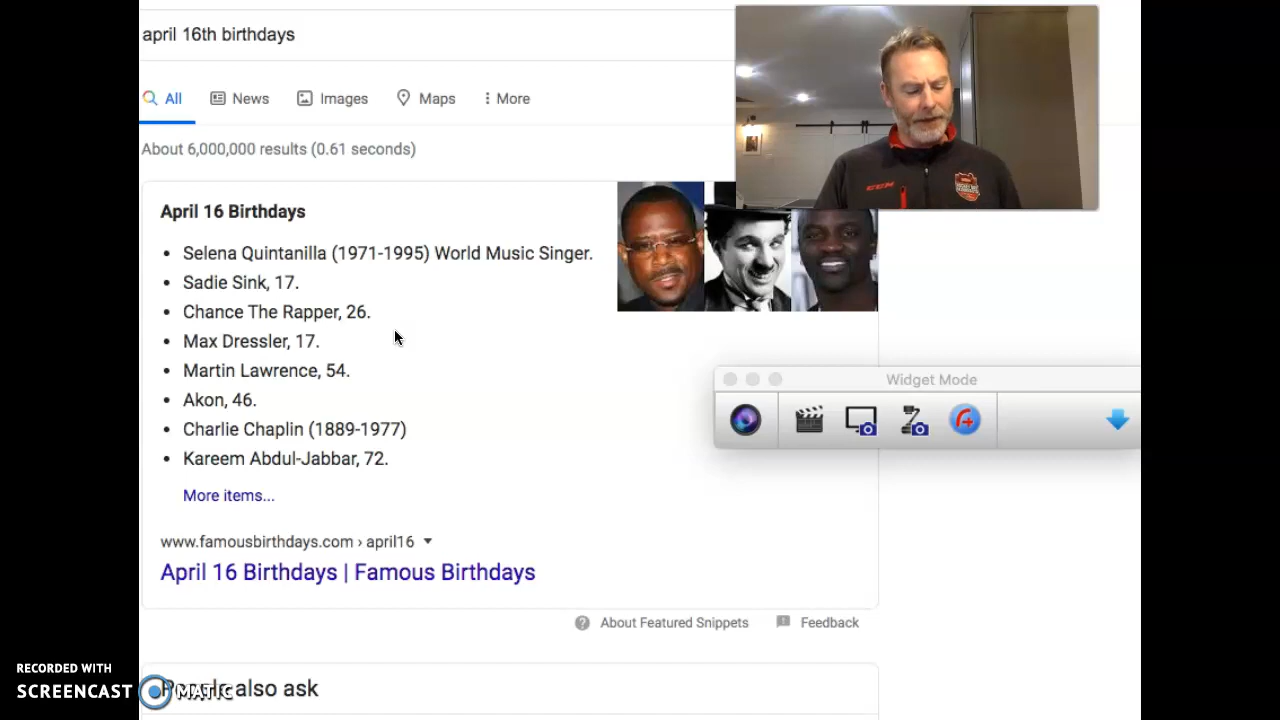 april 16th birthdays
All News Images Maps More
About 6,000,000 results (0.61 seconds)
April 16 Birthdays
Selena Quintanilla (1971-1995) World Music Singer.
Sadie Sink, 17.
Chance The Rapper, 26.
Max Dressler, 17.
Martin Lawrence, 54.
Akon, 46.
Charlie Chaplin (1889-1977)
Kareem Abdul-Jabbar, 72.
More items...
www.famousbirthdays.com › april16
April 16 Birthdays | Famous Birthdays
About Featured Snippets Feedback
also ask
CCM
Widget Mode
RECORDED WITH
SCREENCAST MATIC